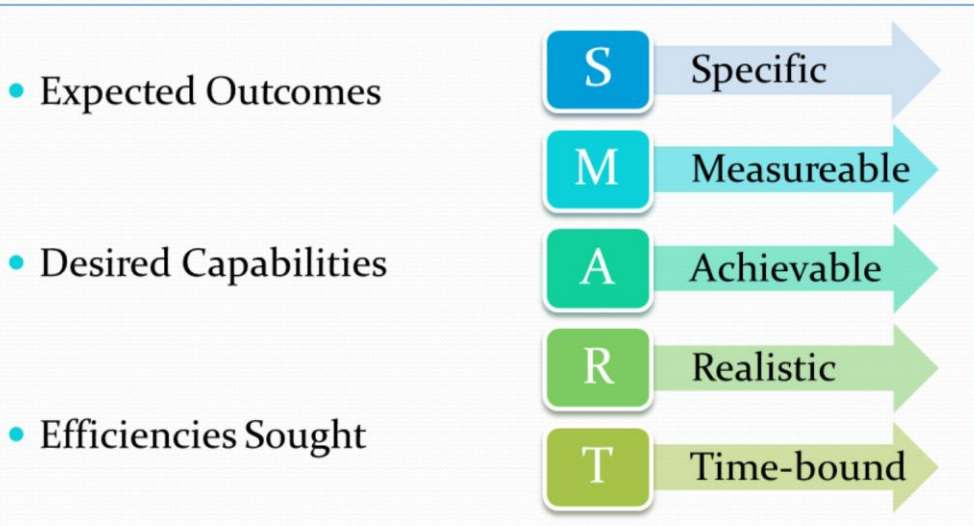 Expected Outcomes
Desired Capabilities
Efficiencies Sought
S Specific
M Measureable
A Achievable
R Realistic
T Time-bound